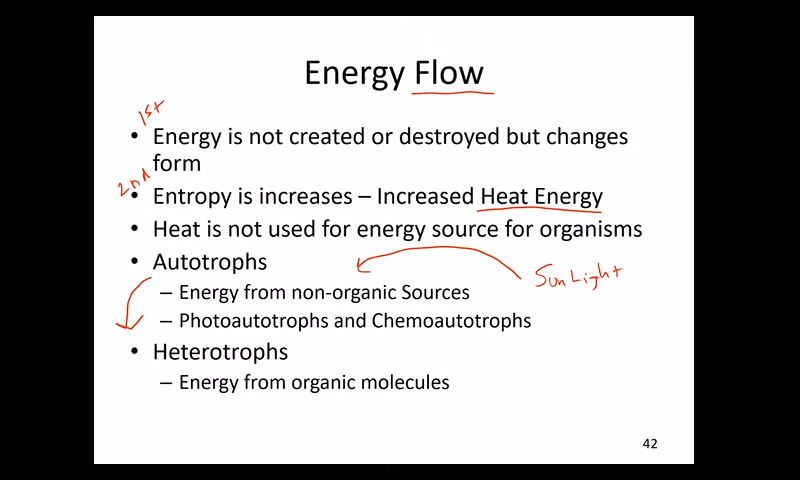 Energy Flow
1st
• Energy is not created or destroyed but changes
form
2nd
• Entropy is increases – Increased Heat Energy
• Heat is not used for energy source for organisms
• Autotrophs
SunLight
– Energy from non-organic Sources
– Photoautotrophs and Chemoautotrophs
• Heterotrophs
– Energy from organic molecules
42